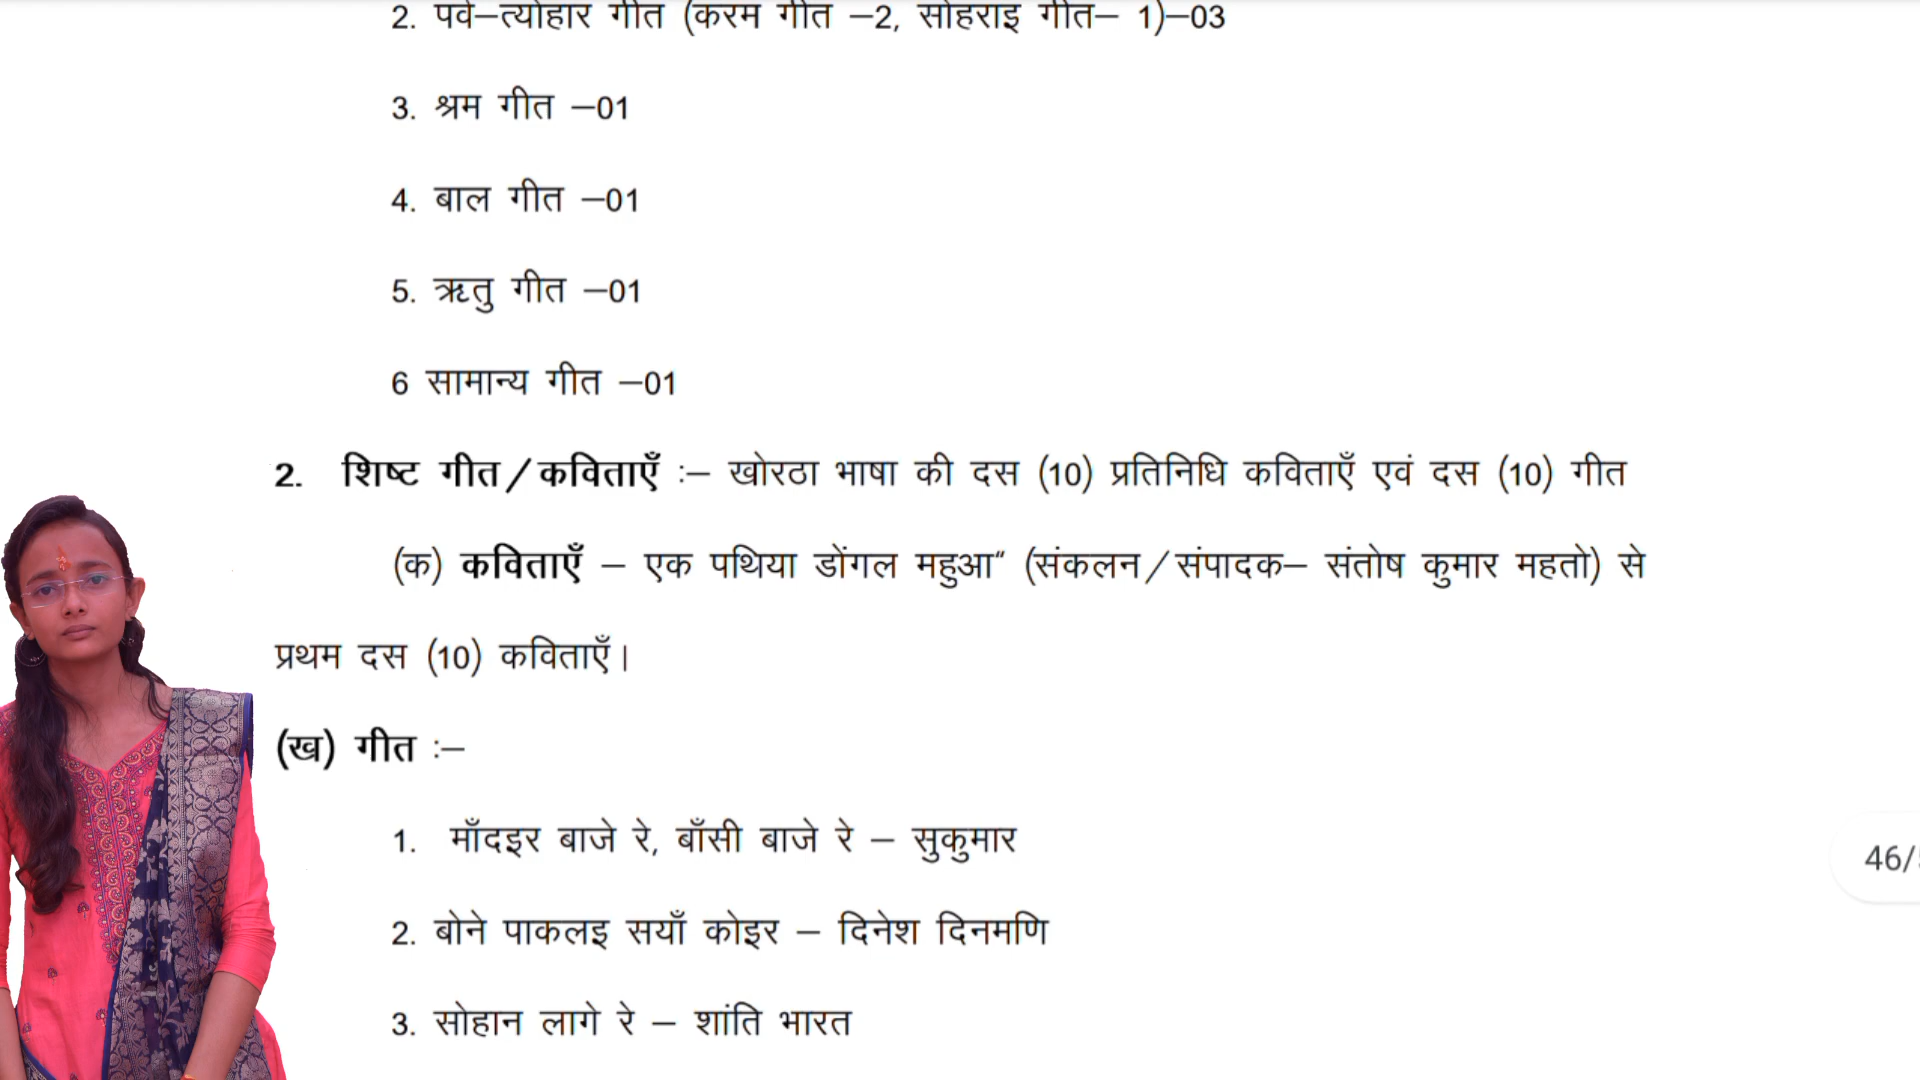 2. पर्व–त्योहार गीत (करम गीत –2, सोहराइ गीत– 1)–03
3. श्रम गीत –01
4. बाल गीत –01
5. ऋतु गीत –01
6 सामान्य गीत –01
2. शिष्ट गीत/कविताएँ :– खोरठा भाषा की दस (10) प्रतिनिधि कविताएँ एवं दस (10) गीत
(क) कविताएँ – एक पथिया डोंगल महुआ“ (संकलन/संपादक– संतोष कुमार महतो) से
प्रथम दस (10) कविताएँ।
(ख) गीत :–
1. माँदइर बाजे रे, बाँसी बाजे रे – सुकुमार
46/
2. बोने पाकलइ सयाँ कोइर – दिनेश दिनमणि
3. सोहान लागे रे – शांति भारत